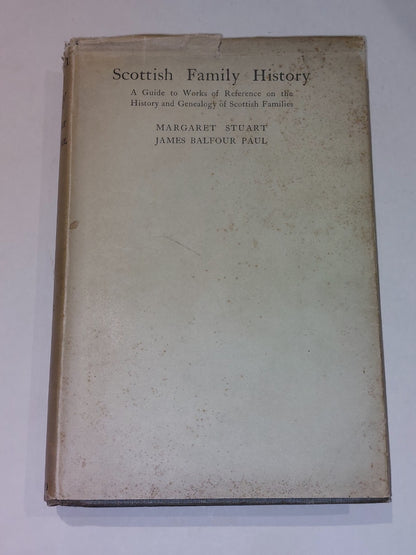 Scottish Family History
A Guide to Works of Reference on the
History and Genealogy of Scottish Families
MARGARET STUART
JAMES BALFOUR PAUL